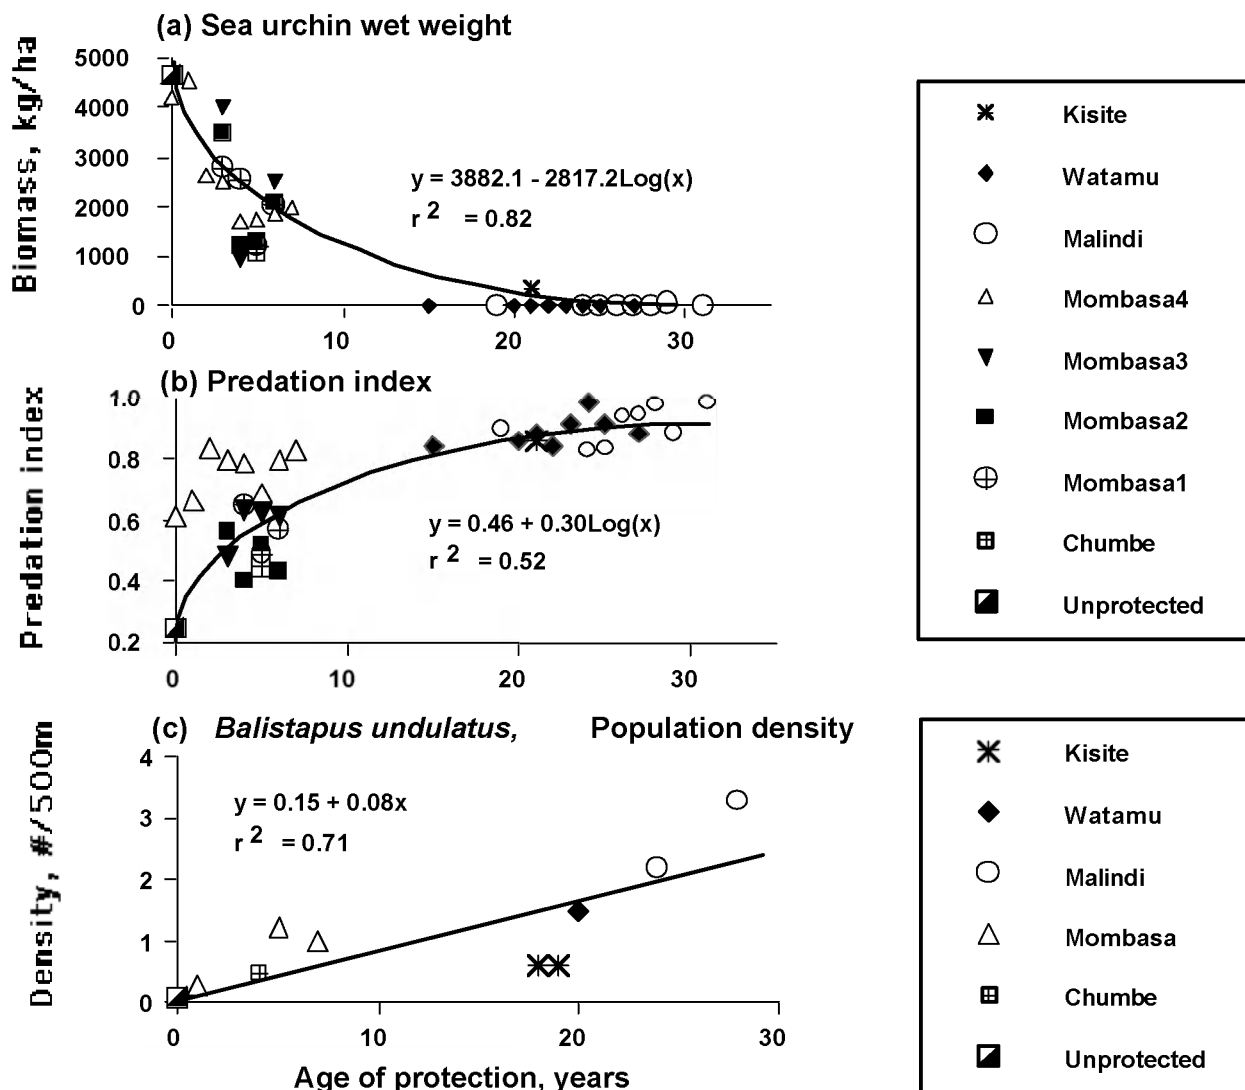 (a) Sea urchin wet weight
Biomass, kg/ha
5000
4000
3000
2000
1000
0
y = 3882.1 - 2817.2Log(x)
r 2 = 0.82
0 10 20 30
Kisite
Watamu
Malindi
Mombasa4
Mombasa3
Mombasa2
Mombasa1
Chumbe
Unprotected
(b) Predation index
Predation index
1.0
0.8
0.6
0.4
0.2
y = 0.46 + 0.30Log(x)
r 2 = 0.52
0 10 20 30
(c) Balistapus undulatus, Population density
Density, #/500m
4
3
2
1
0
y = 0.15 + 0.08x
r 2 = 0.71
0 10 20 30
Age of protection, years
Kisite
Watamu
Malindi
Mombasa
Chumbe
Unprotected